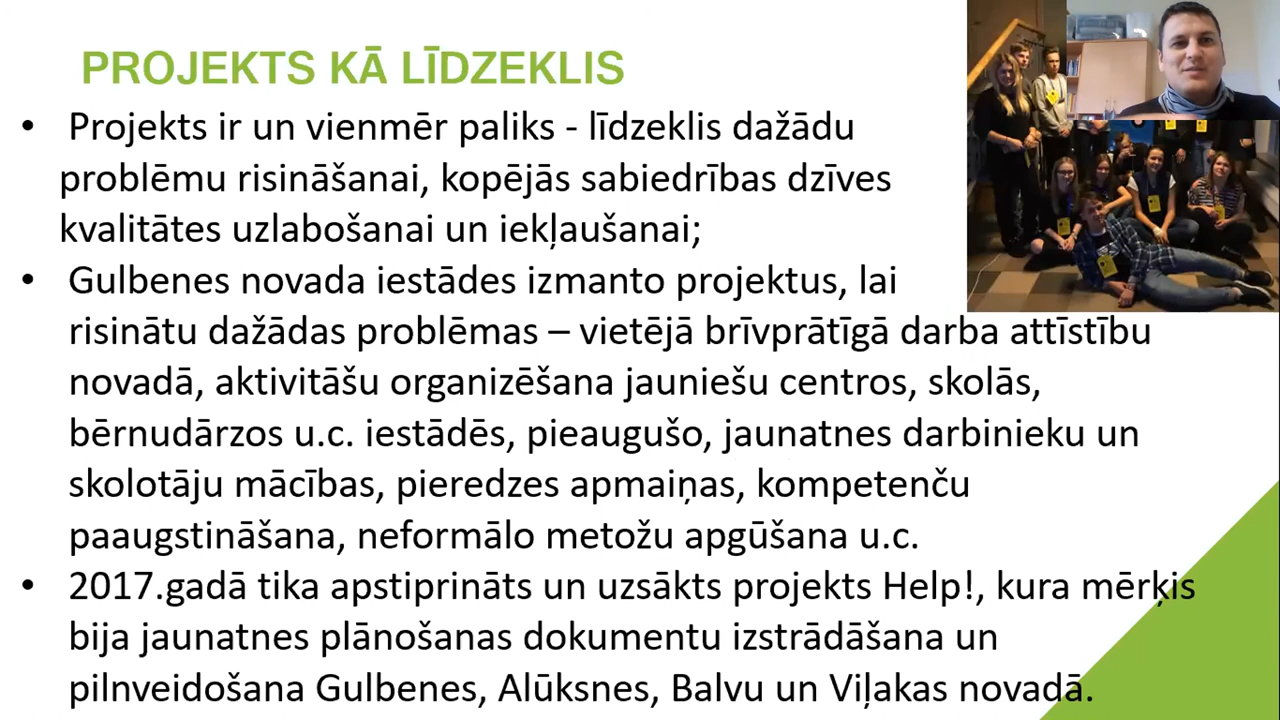 PROJEKTS KĀ LĪDZEKLIS
• Projekts ir un vienmēr paliks - līdzeklis dažādu
problēmu risināšanai, kopējās sabiedrības dzīves
kvalitātes uzlabošanai un iekļaušanai;
• Gulbenes novada iestādes izmanto projektus, lai
risinātu dažādas problēmas – vietējā brīvprātīgā darba attīstību
novadā, aktivitāšu organizēšana jauniešu centros, skolās,
bērnudārzos u.c. iestādēs, pieaugušo, jaunatnes darbinieku un
skolotāju mācības, pieredzes apmaiņas, kompetenču
paaugstināšana, neformālo metožu apgūšana u.c.
• 2017.gadā tika apstiprināts un uzsākts projekts Help!, kura mērķis
bija jaunatnes plānošanas dokumentu izstrādāšana un
pilnveidošana Gulbenes, Alūksnes, Balvu un Viļakas novadā.